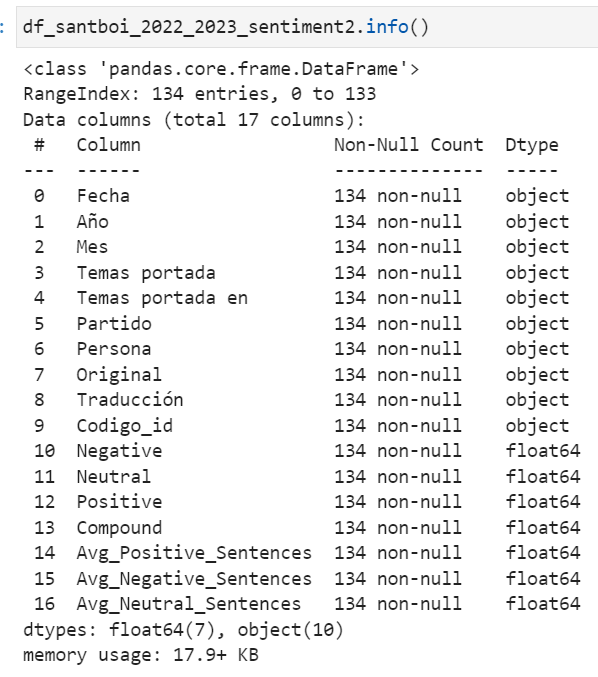 : df_santboi_2022_2023_sentiment2.info()
<class 'pandas.core.frame.DataFrame'>
RangeIndex: 134 entries, 0 to 133
Data columns (total 17 columns):
 #   Column                  Non-Null Count  Dtype
---  ------                  --------------  -----
 0   Fecha                   134 non-null    object
 1   Año                     134 non-null    object
 2   Mes                     134 non-null    object
 3   Temas portada           134 non-null    object
 4   Temas portada en        134 non-null    object
 5   Partido                 134 non-null    object
 6   Persona                 134 non-null    object
 7   Original                134 non-null    object
 8   Traducción              134 non-null    object
 9   Codigo_id               134 non-null    object
 10  Negative                134 non-null    float64
 11  Neutral                 134 non-null    float64
 12  Positive                134 non-null    float64
 13  Compound                134 non-null    float64
 14  Avg_Positive_Sentences  134 non-null    float64
 15  Avg_Negative_Sentences  134 non-null    float64
 16  Avg_Neutral_Sentences   134 non-null    float64
dtypes: float64(7), object(10)
memory usage: 17.9+ KB